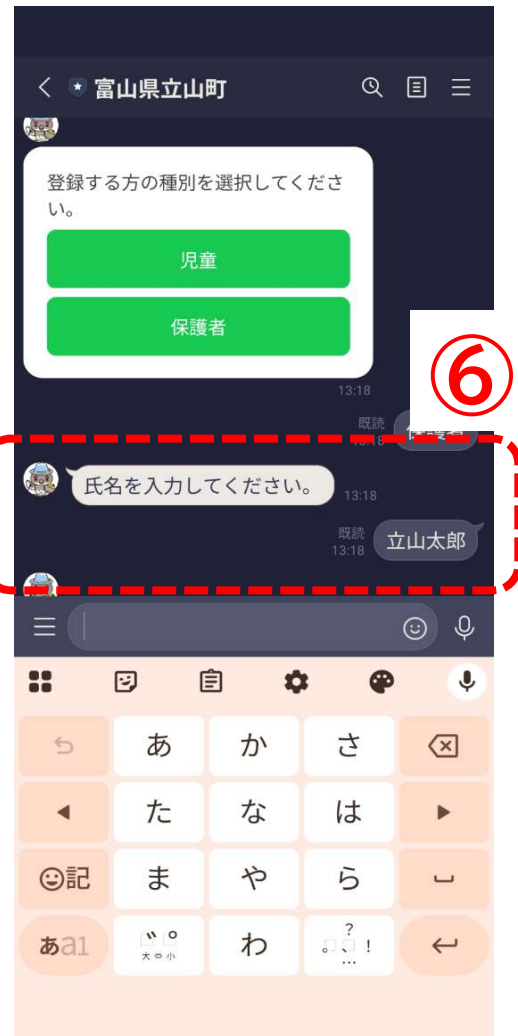 富山県立山町
登録する方の種別を選択してくださ
い。
児童
保護者
13:18
⑥
既読
13:18
保護者
氏名を入力してください。
13:18
既読
13:18
立山太郎
あ
か
さ
た
な
は
記
ま
や
ら
あa1
゛゜
大⇔小
わ
。、?!…